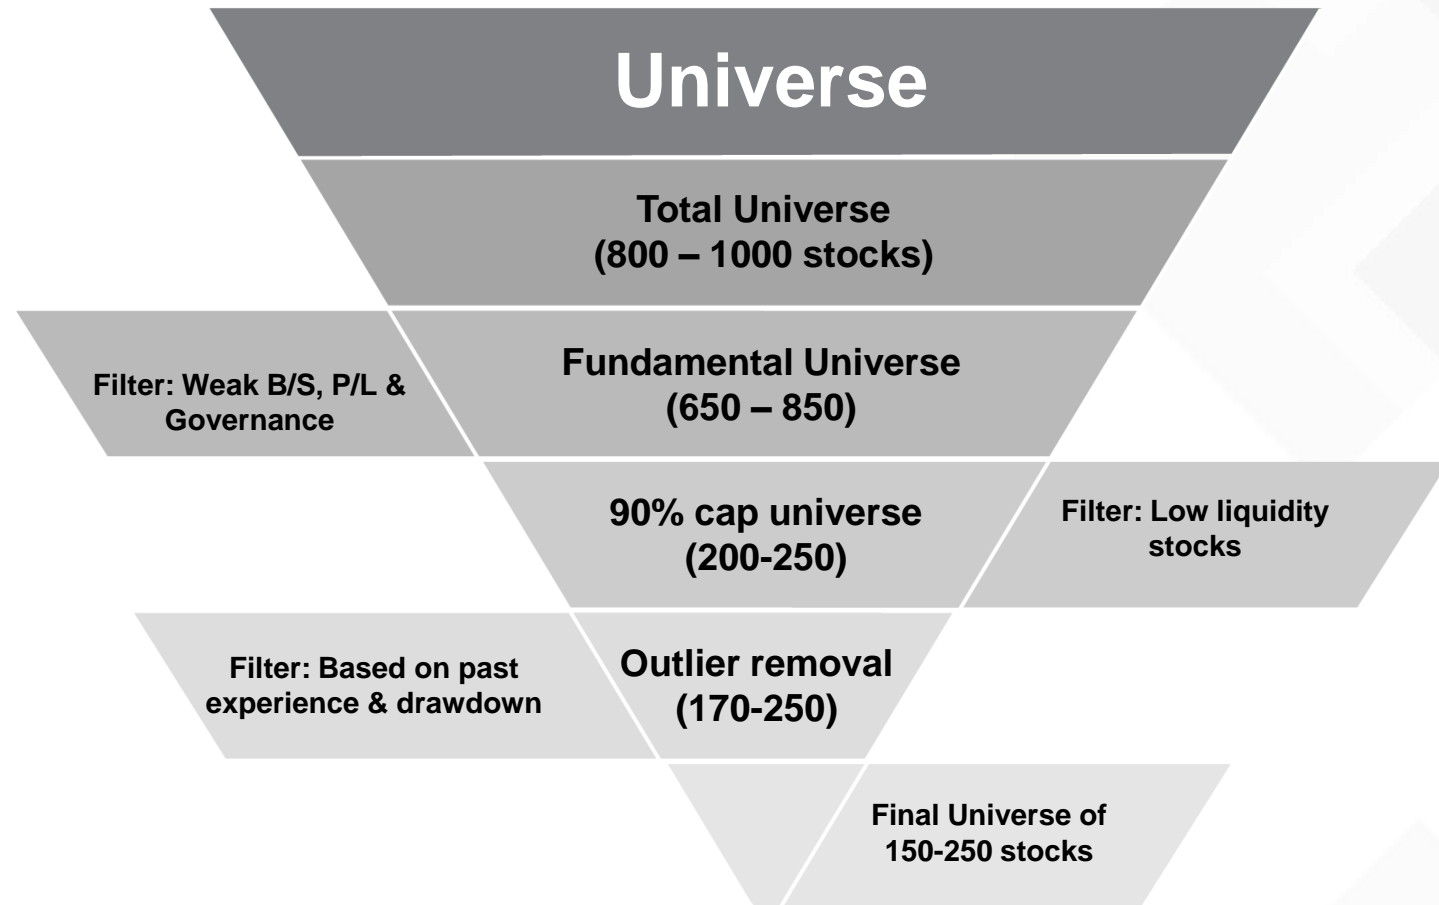 Universe
Total Universe
(800 – 1000 stocks)
Filter: Weak B/S, P/L &
Governance
Fundamental Universe
(650 – 850)
90% cap universe
(200-250)
Filter: Low liquidity
stocks
Filter: Based on past
experience & drawdown
Outlier removal
(170-250)
Final Universe of
150-250 stocks